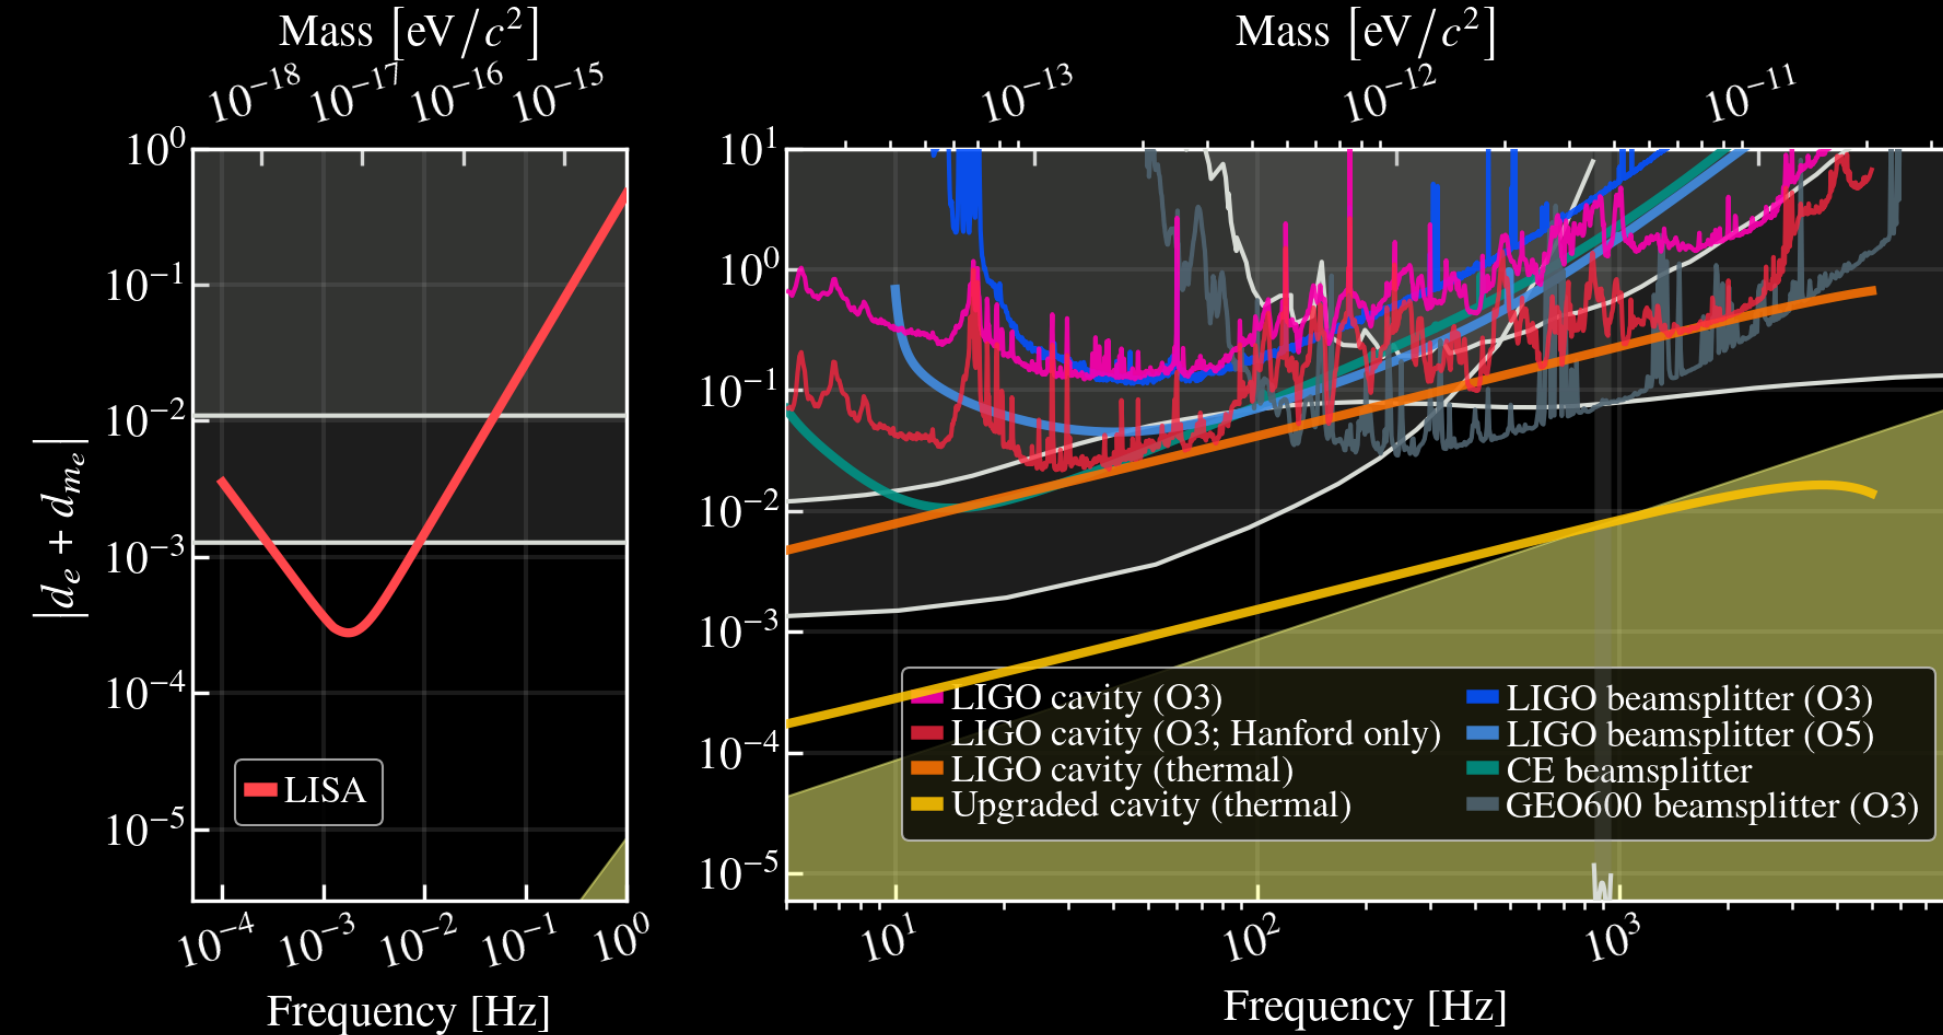 Mass [eV/c²]
10⁻¹⁸ 10⁻¹⁷ 10⁻¹⁶ 10⁻¹⁵
10⁰
10⁻¹
10⁻²
10⁻³
10⁻⁴
10⁻⁵
|dₑ + dₘₑ|
LISA
10⁻⁴ 10⁻³ 10⁻² 10⁻¹ 10⁰
Frequency [Hz]
Mass [eV/c²]
10⁻¹³ 10⁻¹² 10⁻¹¹
10¹
10⁰
10⁻¹
10⁻²
10⁻³
10⁻⁴
10⁻⁵
LIGO cavity (O3)
LIGO cavity (O3; Hanford only)
LIGO cavity (thermal)
Upgraded cavity (thermal)
LIGO beamsplitter (O3)
LIGO beamsplitter (O5)
CE beamsplitter
GEO600 beamsplitter (O3)
10¹ 10² 10³
Frequency [Hz]